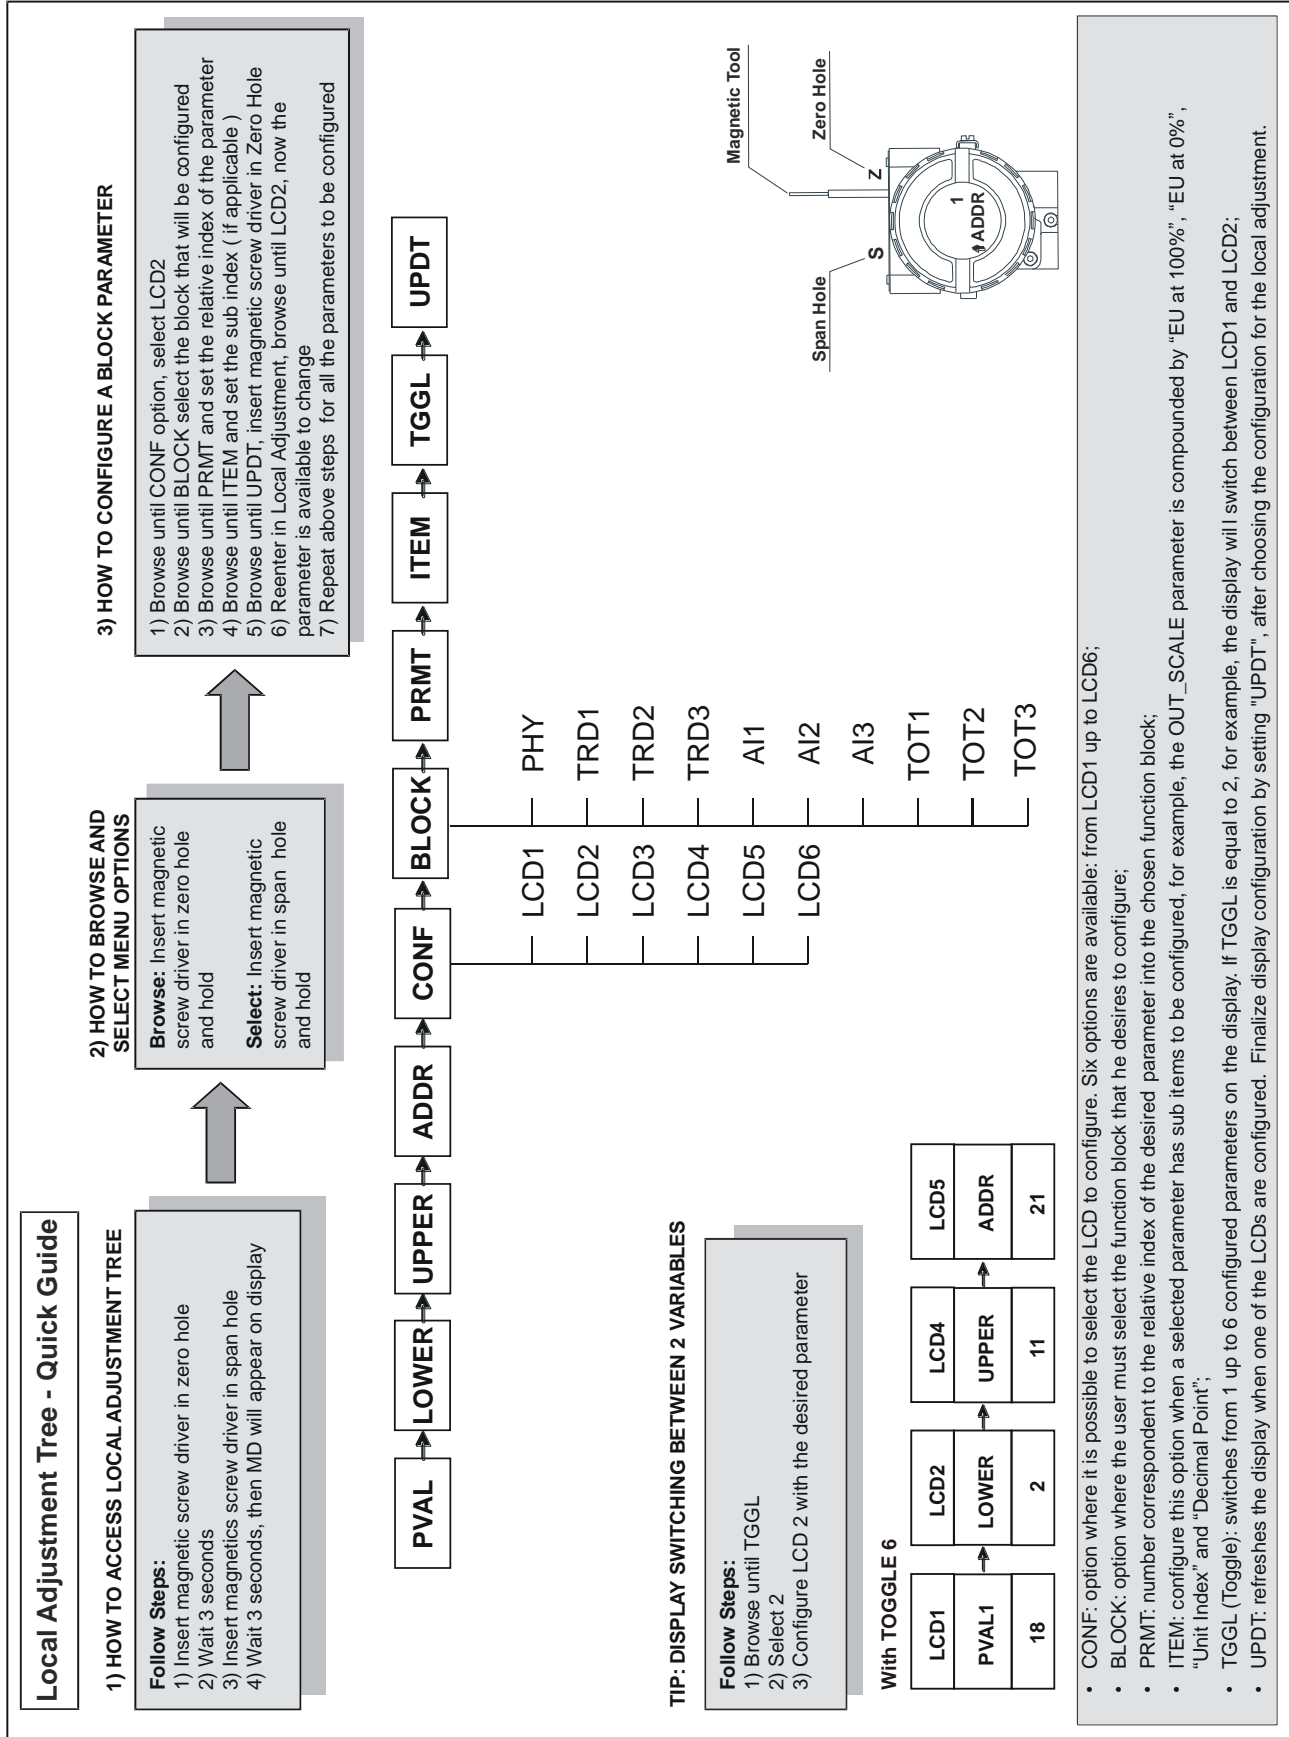 Local Adjustment Tree - Quick Guide
1) HOW TO ACCESS LOCAL ADJUSTMENT TREE
Follow Steps:
1) Insert magnetic screw driver in zero hole
2) Wait 3 seconds
3) Insert magnetics screw driver in span hole
4) Wait 3 seconds, then MD will appear on display
2) HOW TO BROWSE AND
SELECT MENU OPTIONS
Browse: Insert magnetic
screw driver in zero hole
and hold
Select: Insert magnetic
screw driver in span hole
and hold
3) HOW TO CONFIGURE A BLOCK PARAMETER
1) Browse until CONF option, select LCD2
2) Browse until BLOCK select the block that will be configured
3) Browse until PRMT and set the relative index of the parameter
4) Browse until ITEM and set the sub index ( if applicable )
5) Browse until UPDT, insert magnetic screw driver in Zero Hole
6) Reenter in Local Adjustment, browse until LCD2, now the
parameter is available to change
7) Repeat above steps for all the parameters to be configured
PVAL
LOWER
UPPER
ADDR
CONF
BLOCK
PRMT
ITEM
TGGL
UPDT
LCD1
LCD2
LCD3
LCD4
LCD5
LCD6
PHY
TRD1
TRD2
TRD3
AI1
AI2
AI3
TOT1
TOT2
TOT3
TIP: DISPLAY SWITCHING BETWEEN 2 VARIABLES
Follow Steps:
1) Browse until TGGL
2) Select 2
3) Configure LCD 2 with the desired parameter
With TOGGLE 6
LCD1
PVAL1
18
LCD2
LOWER
2
LCD4
UPPER
11
LCD5
ADDR
21
Magnetic Tool
Span Hole
Zero Hole
S
Z
1
ADDR
• CONF: option where it is possible to select the LCD to configure. Six options are available: from LCD1 up to LCD6;
• BLOCK: option where the user must select the function block that he desires to configure;
• PRMT: number correspondent to the relative index of the desired parameter into the chosen function block;
• ITEM: configure this option when a selected parameter has sub items to be configured, for example, the OUT_SCALE parameter is compounded by “EU at 100%”, “EU at 0%”,
“Unit Index” and “Decimal Point”;
• TGGL (Toggle): switches from 1 up to 6 configured parameters on the display. If TGGL is equal to 2, for example, the display will switch between LCD1 and LCD2;
• UPDT: refreshes the display when one of the LCDs are configured. Finalize display configuration by setting "UPDT", after choosing the configuration for the local adjustment.